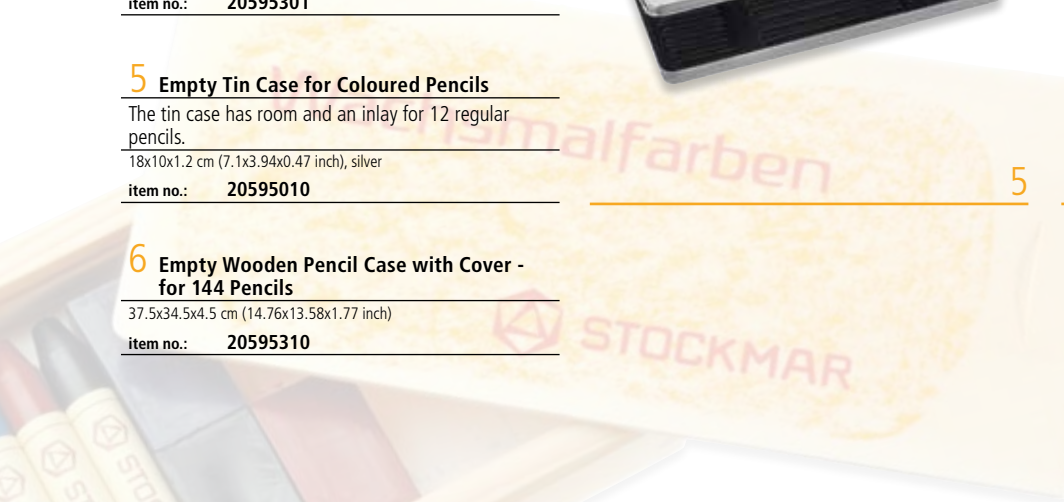 item no.: 20595301
5 Empty Tin Case for Coloured Pencils
The tin case has room and an inlay for 12 regular
pencils.
18x10x1.2 cm (7.1x3.94x0.47 inch), silver
item no.: 20595010
6 Empty Wooden Pencil Case with Cover -
for 144 Pencils
37.5x34.5x4.5 cm (14.76x13.58x1.77 inch)
item no.: 20595310
5
Wachsmalfarben
STOCKMAR
STOC
ST